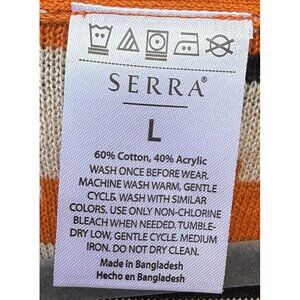 SERRA®
L
60% Cotton, 40% Acrylic
WASH ONCE BEFORE WEAR.
MACHINE WASH WARM, GENTLE
CYCLE WASH WITH SIMILAR
COLORS. USE ONLY NON-CHLORINE
BLEACH WHEN NEEDED. TUMBLE-
DRY LOW, GENTLE CYCLE. MEDIUM
IRON. DO NOT DRY CLEAN.
Made in Bangladesh
Hecho en Bangladesh